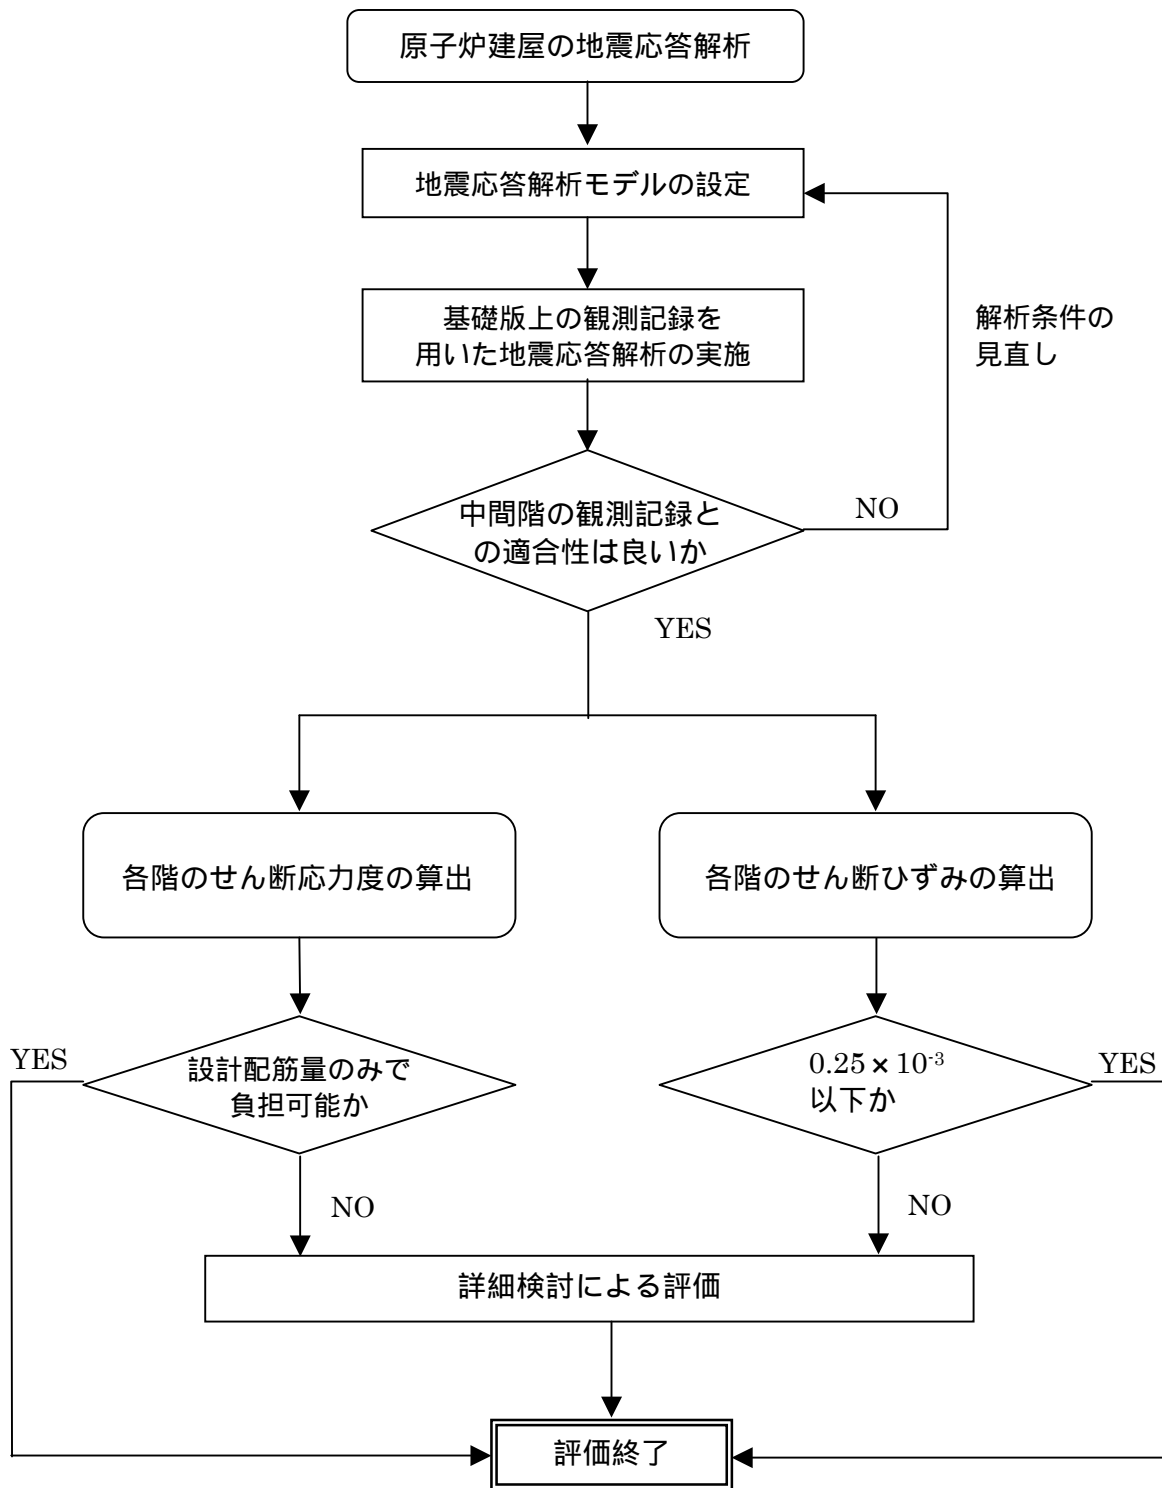 原子炉建屋の地震応答解析
地震応答解析モデルの設定
基礎版上の観測記録を
用いた地震応答解析の実施
解析条件の
見直し
中間階の観測記録と
の適合性は良いか
NO
YES
各階のせん断応力度の算出
各階のせん断ひずみの算出
YES
設計配筋量のみで
負担可能か
0.25×10⁻³
以下か
YES
NO
NO
詳細検討による評価
評価終了